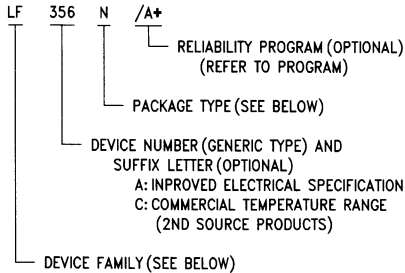 LF 356 N /A+
RELIABILITY PROGRAM (OPTIONAL)
(REFER TO PROGRAM)
PACKAGE TYPE (SEE BELOW)
DEVICE NUMBER (GENERIC TYPE) AND
SUFFIX LETTER (OPTIONAL)
A: INPROVED ELECTRICAL SPECIFICATION
C: COMMERCIAL TEMPERATURE RANGE
(2ND SOURCE PRODUCTS)
DEVICE FAMILY (SEE BELOW)